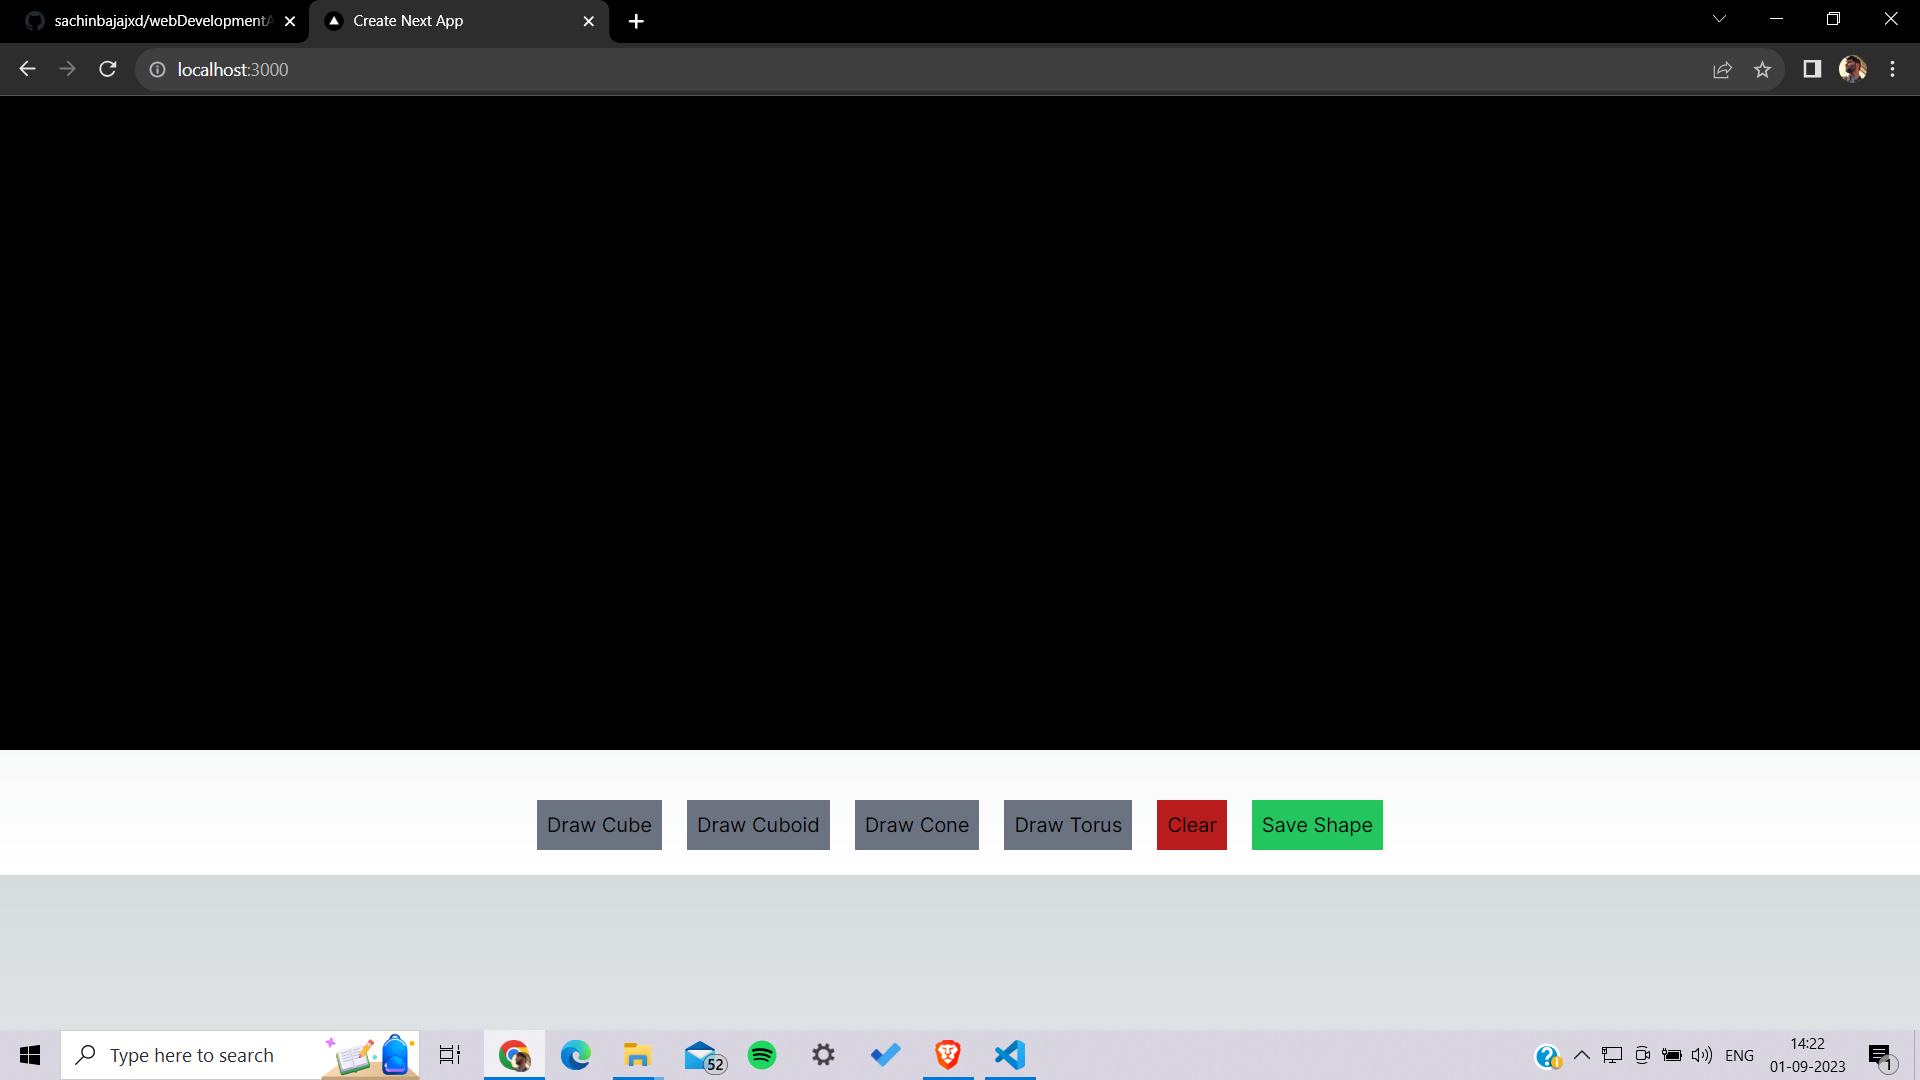 sachinbajajxd/webDevelopmentA
Create Next App
localhost:3000
Draw Cube
Draw Cuboid
Draw Cone
Draw Torus
Clear
Save Shape
Type here to search
52
ENG
14:22
01-09-2023
1